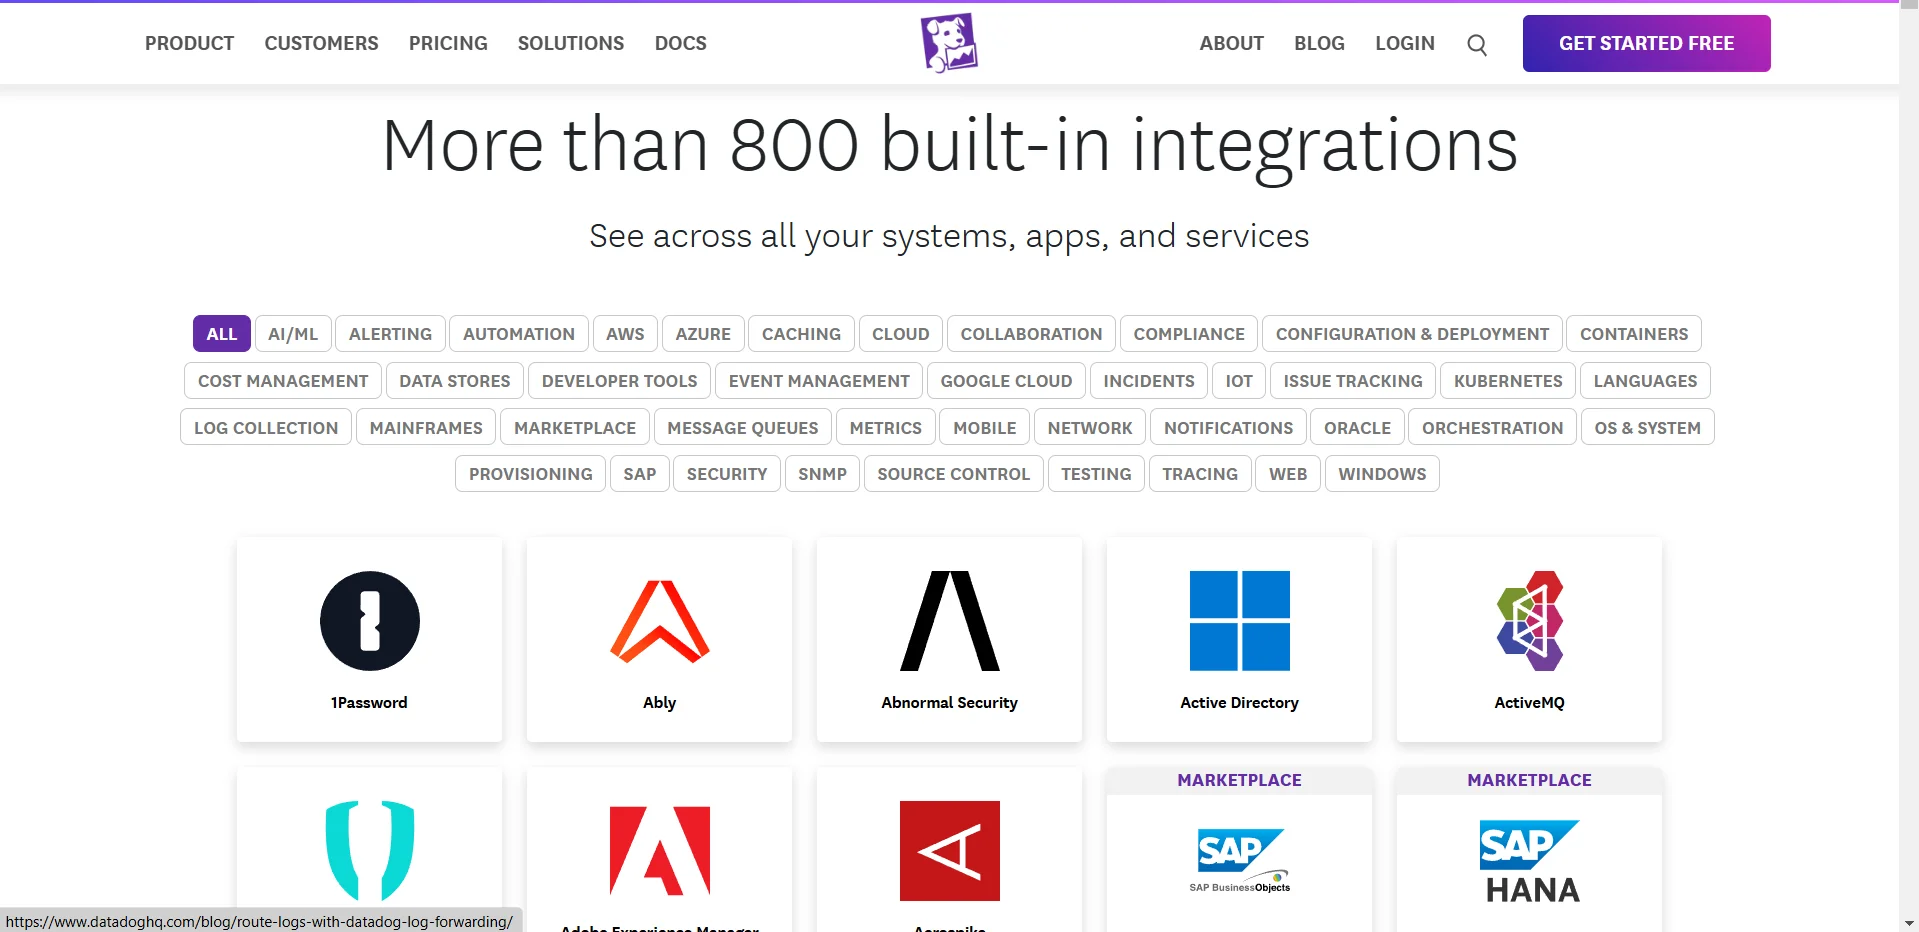 PRODUCT CUSTOMERS PRICING SOLUTIONS DOCS ABOUT BLOG LOGIN GET STARTED FREE
More than 800 built-in integrations
See across all your systems, apps, and services
ALL AI/ML ALERTING AUTOMATION AWS AZURE CACHING CLOUD COLLABORATION COMPLIANCE CONFIGURATION & DEPLOYMENT CONTAINERS
COST MANAGEMENT DATA STORES DEVELOPER TOOLS EVENT MANAGEMENT GOOGLE CLOUD INCIDENTS IOT ISSUE TRACKING KUBERNETES LANGUAGES
LOG COLLECTION MAINFRAMES MARKETPLACE MESSAGE QUEUES METRICS MOBILE NETWORK NOTIFICATIONS ORACLE ORCHESTRATION OS & SYSTEM
PROVISIONING SAP SECURITY SNMP SOURCE CONTROL TESTING TRACING WEB WINDOWS
1Password Ably Abnormal Security Active Directory ActiveMQ
MARKETPLACE MARKETPLACE
SAP SAP
SAP BusinessObjects HANA
https://www.datadoghq.com/blog/route-logs-with-datadog-log-forwarding/ Adobe Experience Manager Aerospike